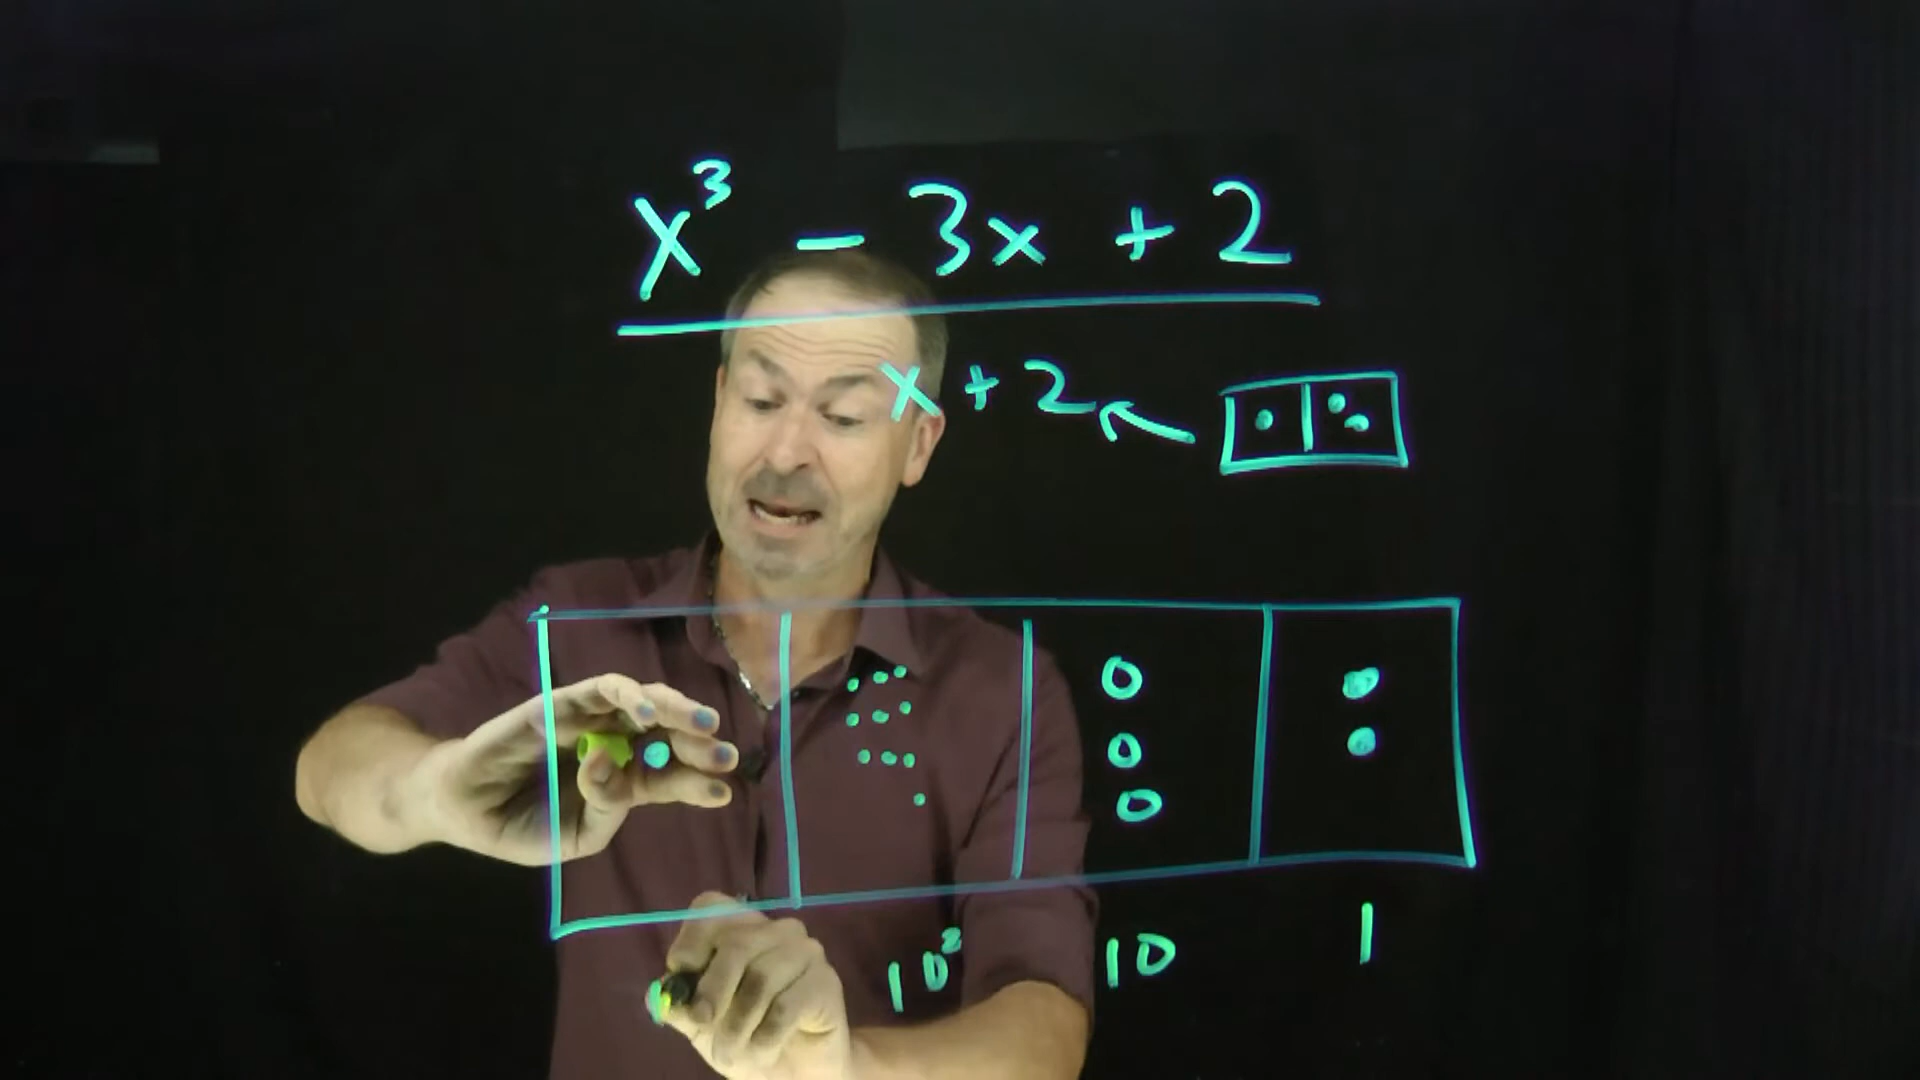 x³ - 3x + 2
x + 2
10² 10 1